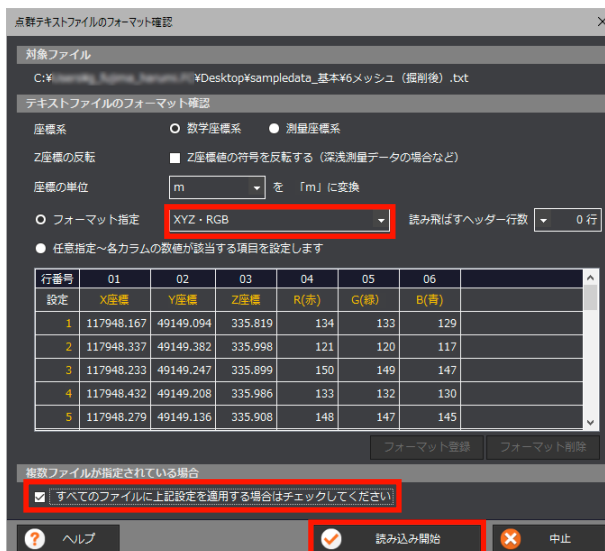 点群テキストファイルのフォーマット確認
対象ファイル
C:¥ ¥Desktop¥sampledata_基本¥6メッシュ（掘削後）.txt
テキストファイルのフォーマット確認
座標系 数学座標系 測量座標系
Z座標の反転 Z座標値の符号を反転する（深浅測量データの場合など）
座標の単位 m を 「m」に変換
フォーマット指定 XYZ・RGB 読み飛ばすヘッダー行数 0 行
任意指定～各カラムの数値が該当する項目を設定します
行番号 01 02 03 04 05 06
設定 X座標 Y座標 Z座標 R(赤) G(緑) B(青)
1 117948.167 49149.094 335.819 134 133 129
2 117948.337 49149.382 335.998 121 120 117
3 117948.233 49149.247 335.899 150 149 147
4 117948.432 49149.208 335.986 133 132 130
5 117948.279 49149.136 335.908 148 147 145
フォーマット登録 フォーマット削除
複数ファイルが指定されている場合
すべてのファイルに上記設定を適用する場合はチェックしてください
? ヘルプ 読み込み開始 中止